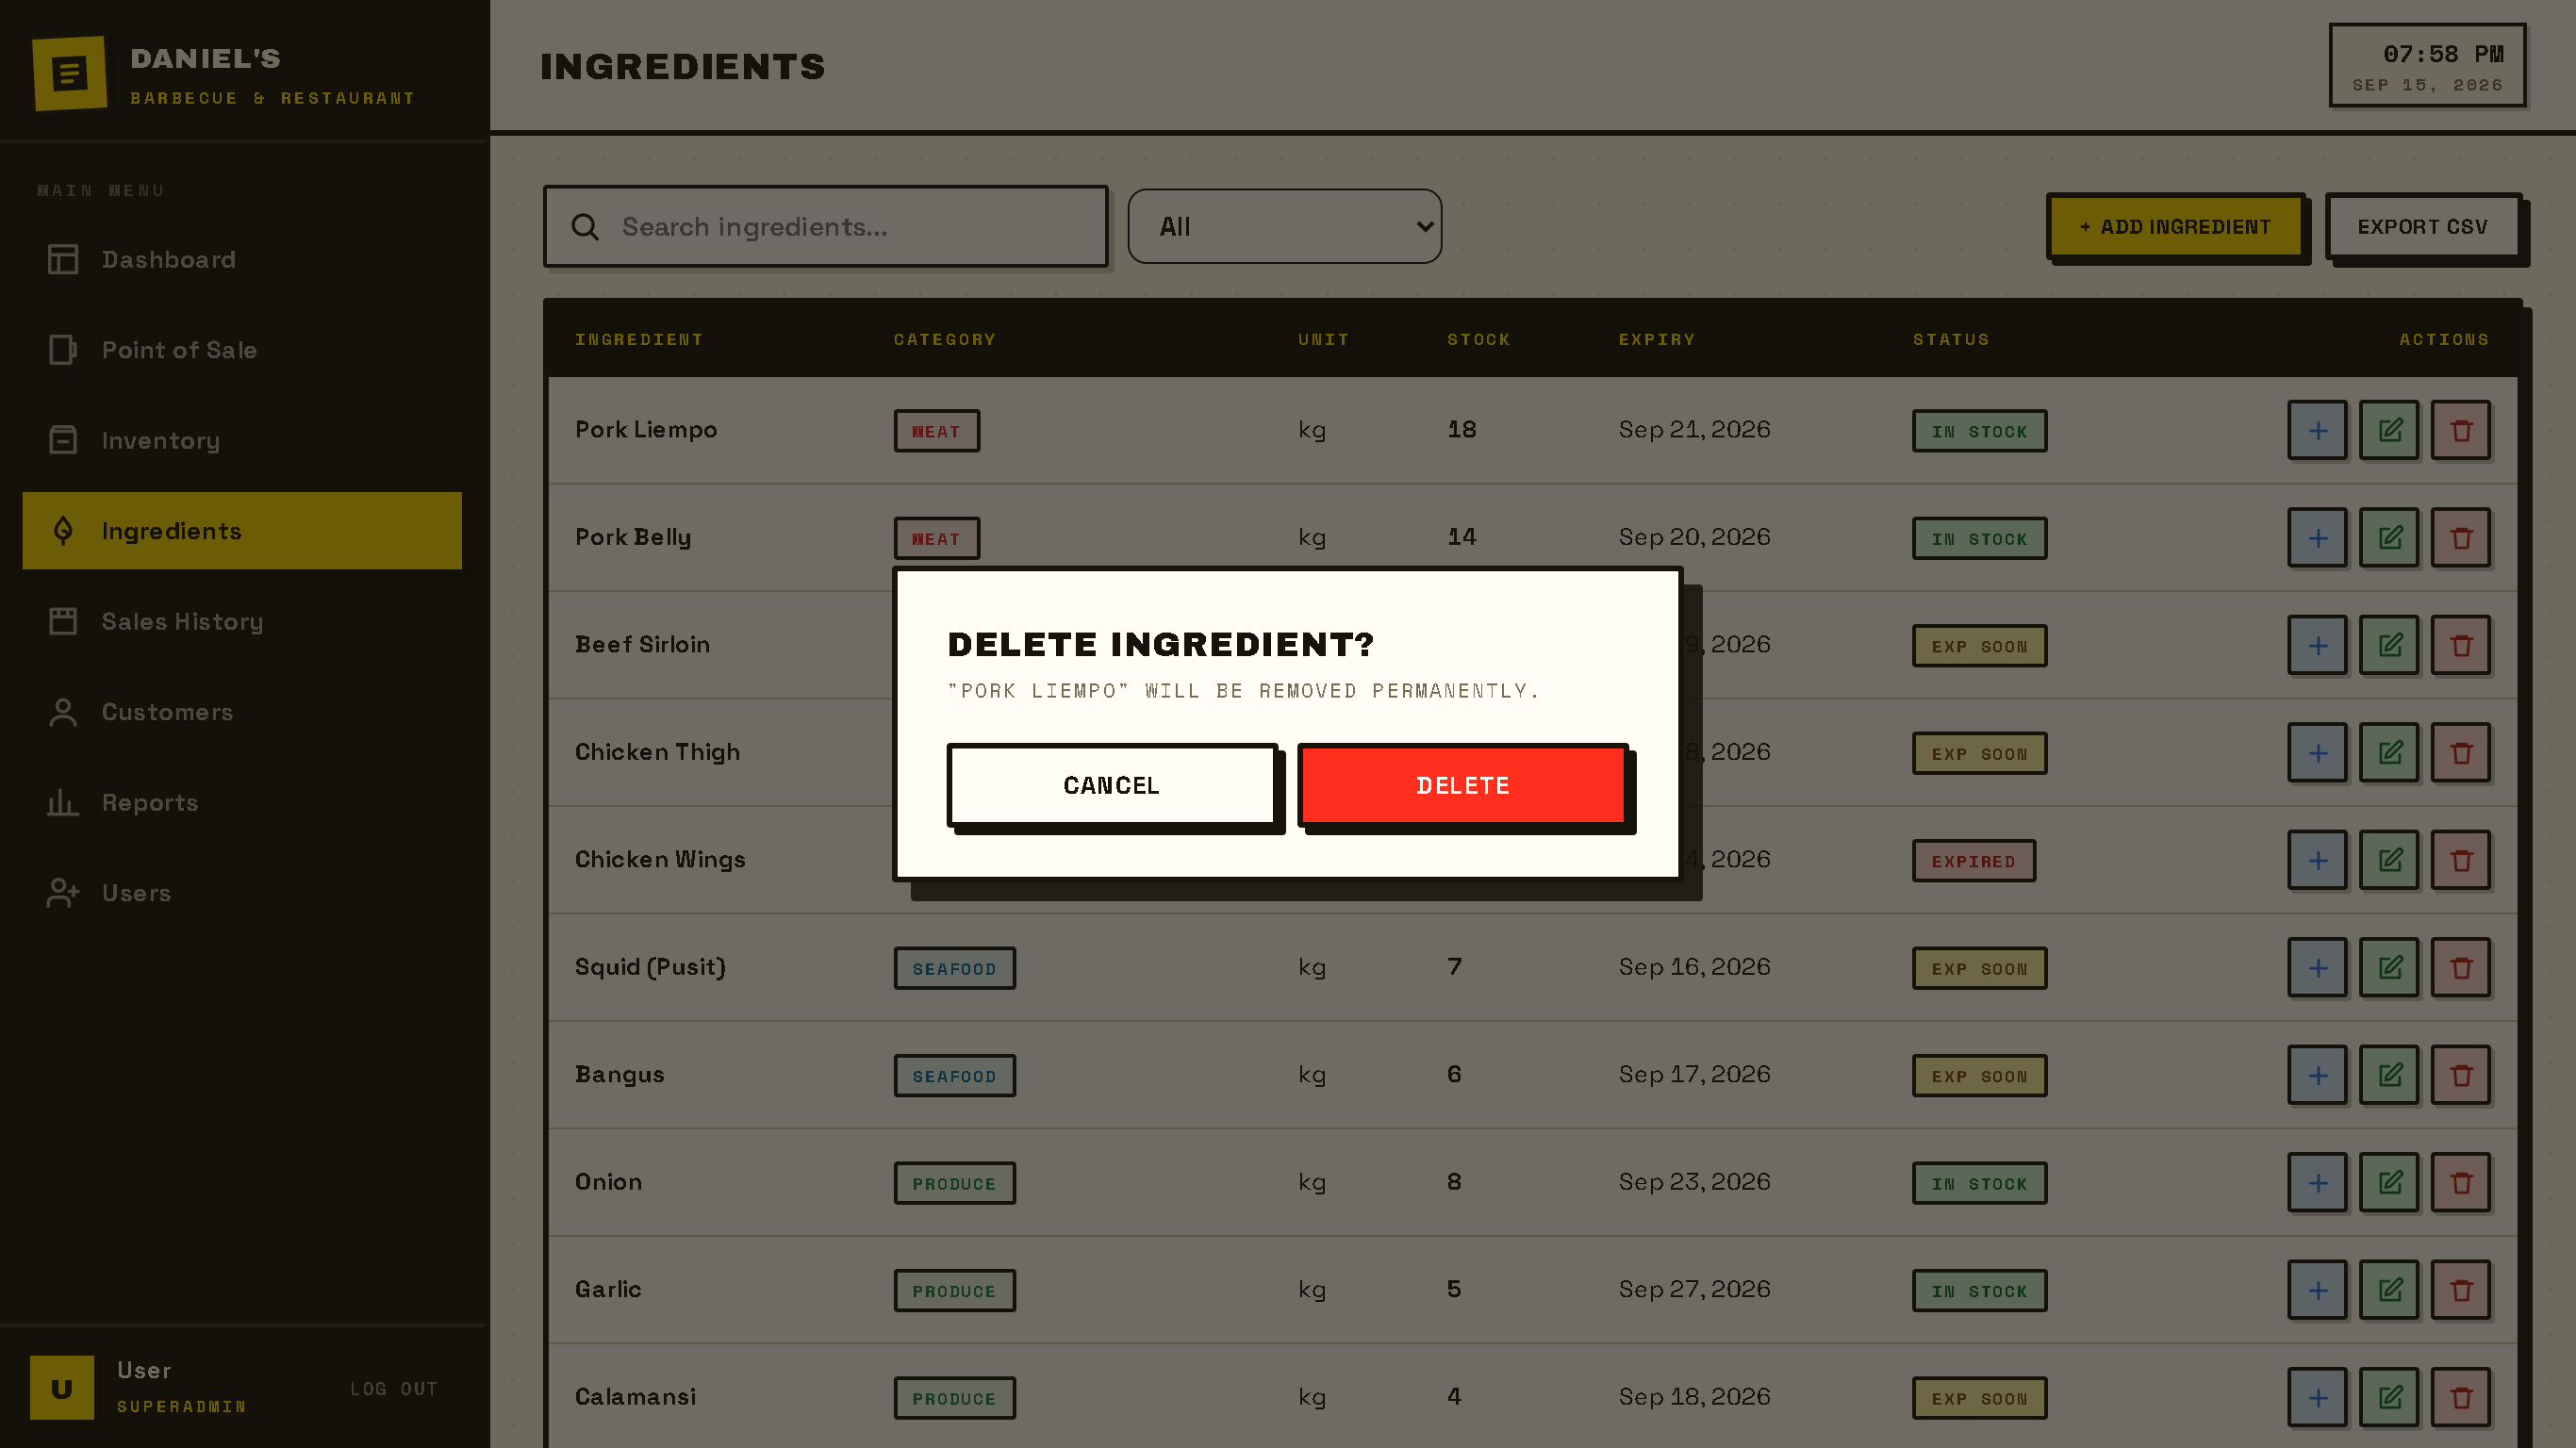 DANIEL'S
BARBECUE & RESTAURANT
MAIN MENU
Dashboard
Point of Sale
Inventory
Ingredients
Sales History
Customers
Reports
Users
U
User
SUPERADMIN
LOG OUT
INGREDIENTS
07:58 PM
SEP 15, 2026
Search ingredients...
All
+ ADD INGREDIENT
EXPORT CSV
INGREDIENT CATEGORY UNIT STOCK EXPIRY STATUS ACTIONS
Pork Liempo MEAT kg 18 Sep 21, 2026 IN STOCK
Pork Belly MEAT kg 14 Sep 20, 2026 IN STOCK
Beef Sirloin 9, 2026 EXP SOON
Chicken Thigh 8, 2026 EXP SOON
Chicken Wings 4, 2026 EXPIRED
Squid (Pusit) SEAFOOD kg 7 Sep 16, 2026 EXP SOON
Bangus SEAFOOD kg 6 Sep 17, 2026 EXP SOON
Onion PRODUCE kg 8 Sep 23, 2026 IN STOCK
Garlic PRODUCE kg 5 Sep 27, 2026 IN STOCK
Calamansi PRODUCE kg 4 Sep 18, 2026 EXP SOON
DELETE INGREDIENT?
"PORK LIEMPO" WILL BE REMOVED PERMANENTLY.
CANCEL
DELETE